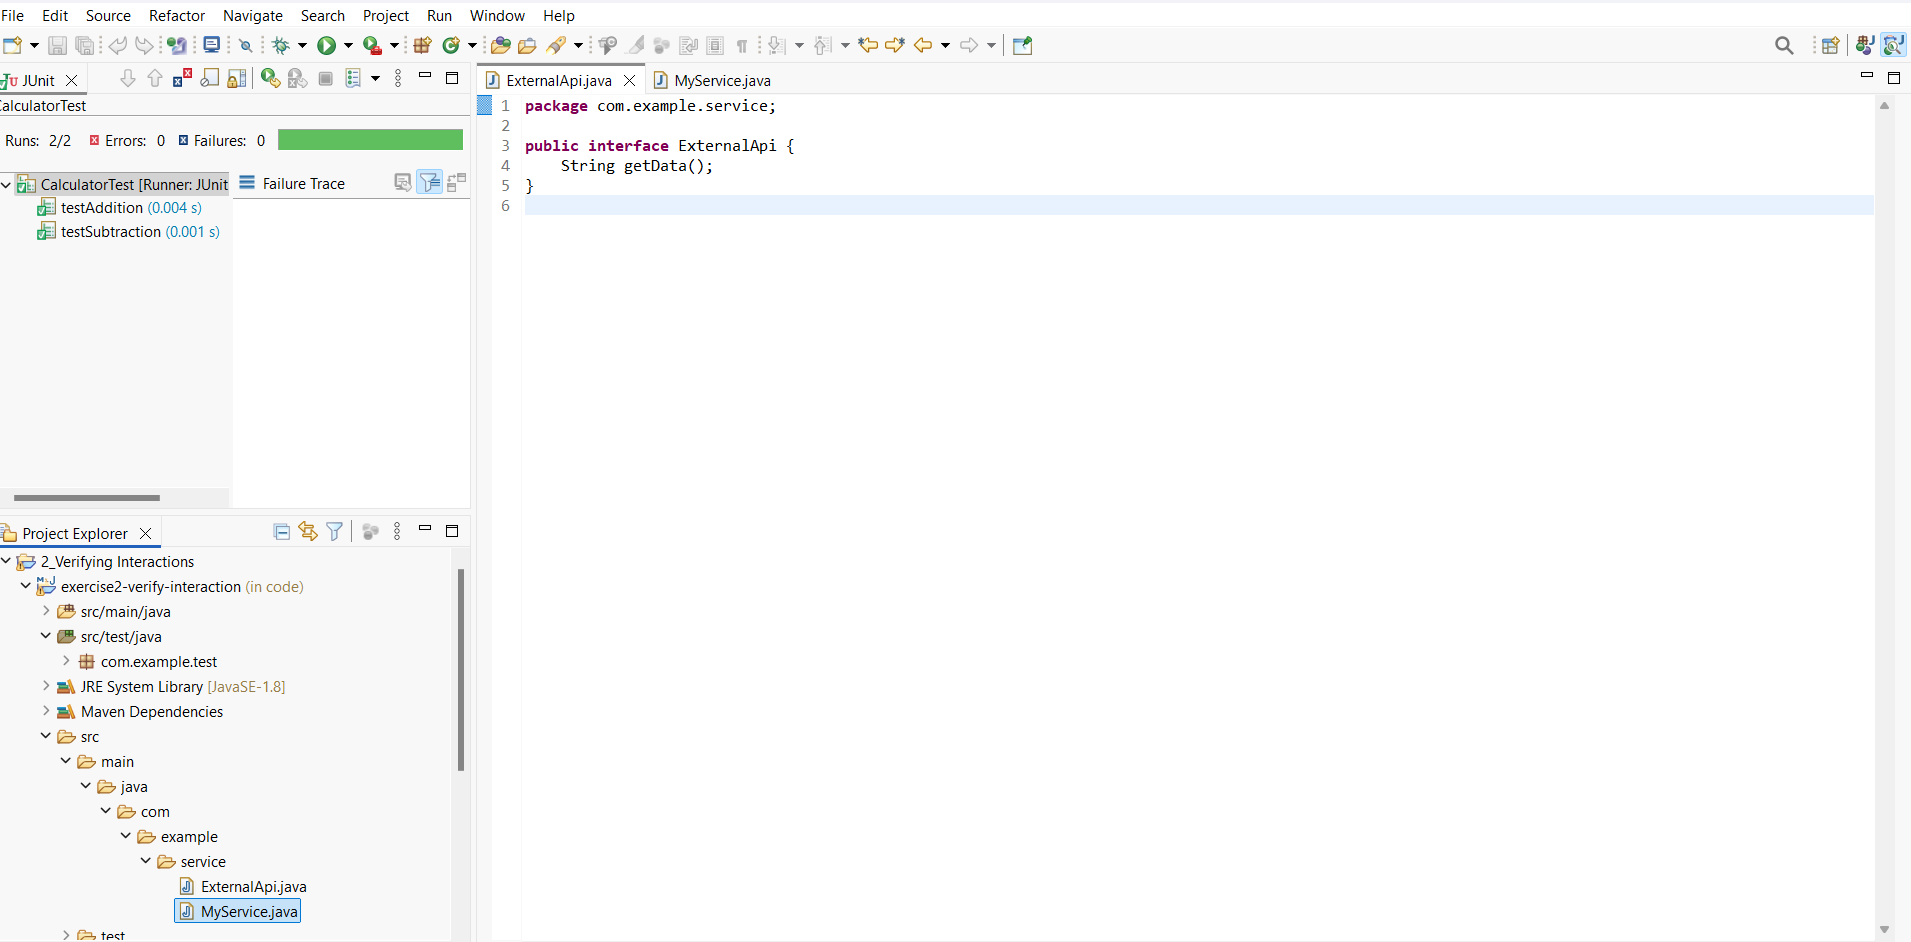 File Edit Source Refactor Navigate Search Project Run Window Help
JUnit
CalculatorTest
Runs: 2/2 Errors: 0 Failures: 0
CalculatorTest [Runner: JUnit
testAddition (0.004 s)
testSubtraction (0.001 s)
Failure Trace
Project Explorer
2_Verifying Interactions
exercise2-verify-interaction (in code)
src/main/java
src/test/java
com.example.test
JRE System Library [JavaSE-1.8]
Maven Dependencies
src
main
java
com
example
service
ExternalApi.java
MyService.java
test
ExternalApi.java MyService.java
1 package com.example.service;
2
3 public interface ExternalApi {
4 String getData();
5 }
6